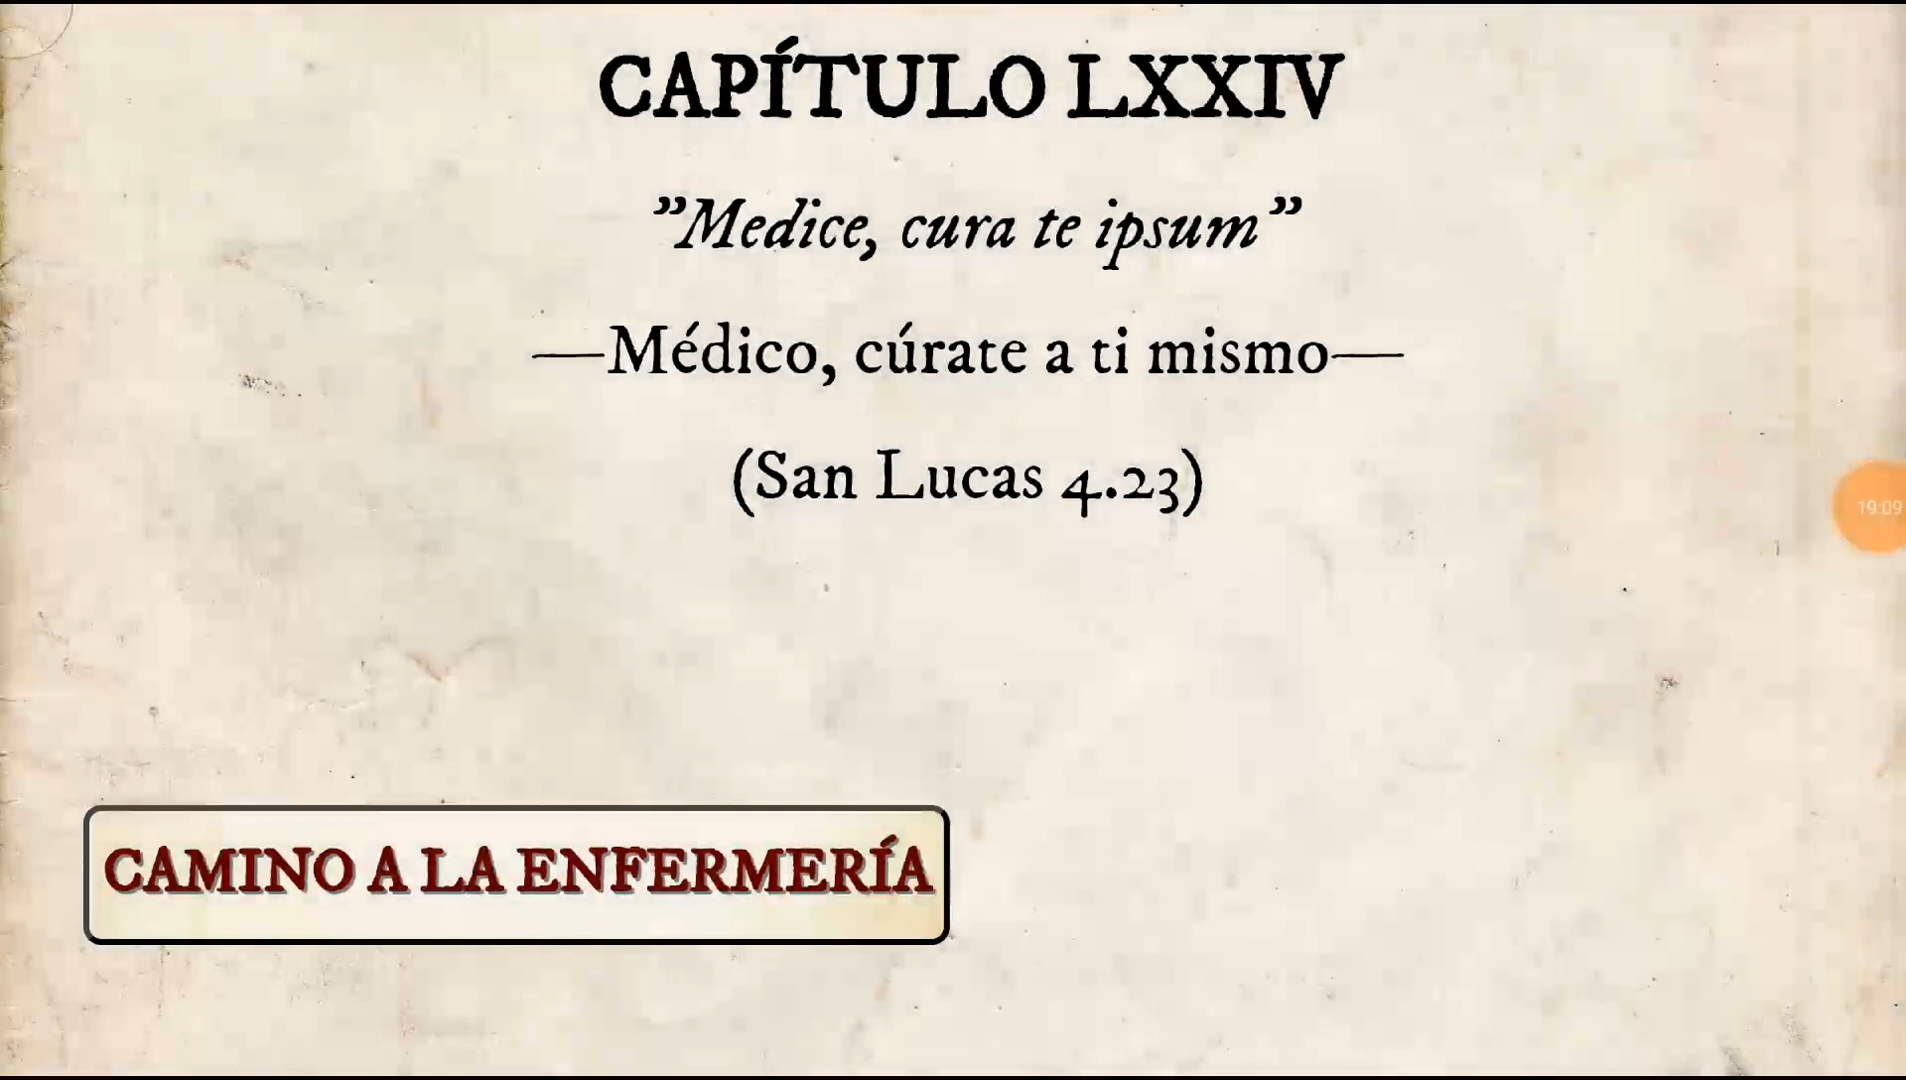 CAPÍTULO LXXIV
”Medice, cura te ipsum”
—Médico, cúrate a ti mismo—
(San Lucas 4.23)
19:09
CAMINO A LA ENFERMERÍA